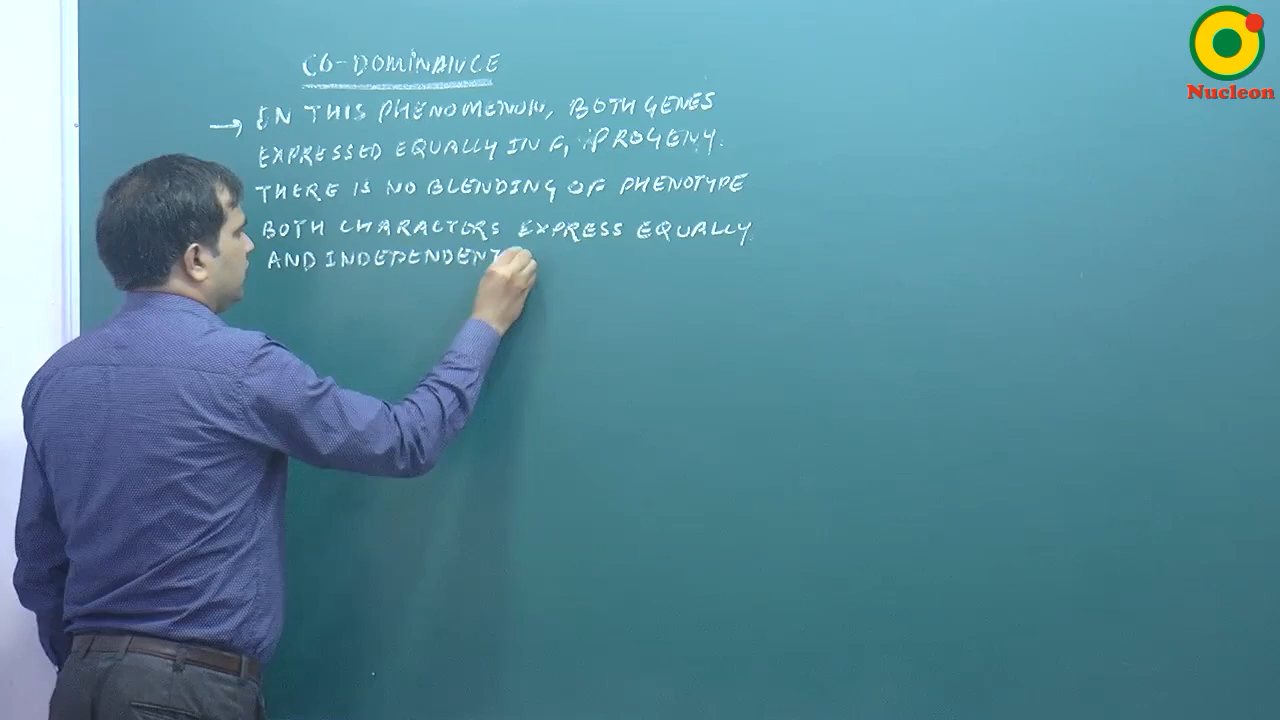 CO-DOMINANCE
→ IN THIS PHENOMENON, BOTH GENES
EXPRESSED EQUALLY IN F₁ PROGENY.
THERE IS NO BLENDING OF PHENOTYPE
BOTH CHARACTERS EXPRESS EQUALLY
AND INDEPENDENT
Nucleon